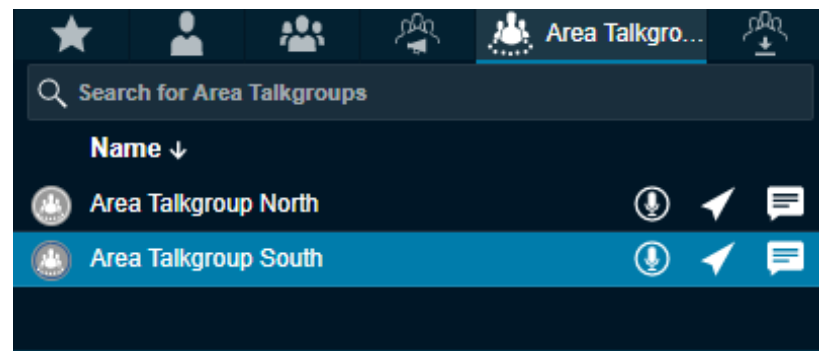 Area Talkgro...
Search for Area Talkgroups
Name ↓
Area Talkgroup North
Area Talkgroup South